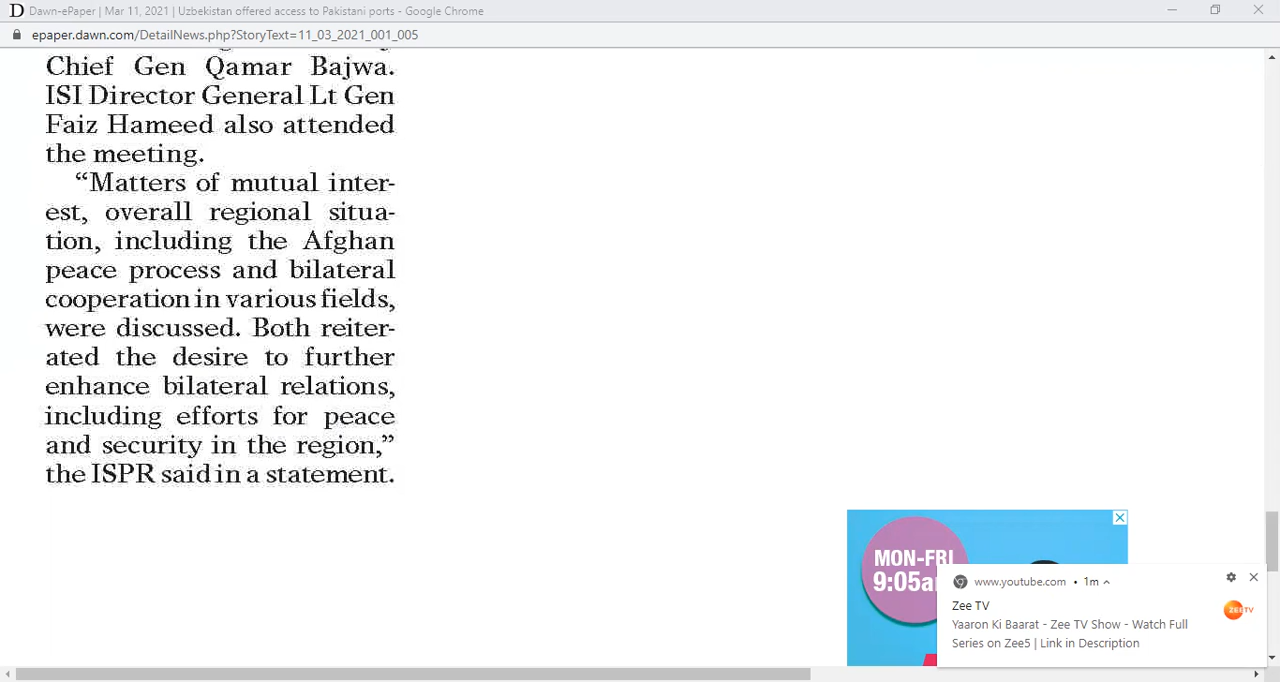 Dawn-ePaper | Mar 11, 2021 | Uzbekistan offered access to Pakistani ports - Google Chrome
epaper.dawn.com/DetailNews.php?StoryText=11_03_2021_001_005
Chief Gen Qamar Bajwa.
ISI Director General Lt Gen
Faiz Hameed also attended
the meeting.
“Matters of mutual inter-
est, overall regional situa-
tion, including the Afghan
peace process and bilateral
cooperation in various fields,
were discussed. Both reiter-
ated the desire to further
enhance bilateral relations,
including efforts for peace
and security in the region,”
the ISPR said in a statement.
MON-FRI
9:05a
www.youtube.com • 1m
Zee TV
Yaaron Ki Baarat - Zee TV Show - Watch Full
Series on Zee5 | Link in Description
ZEE TV